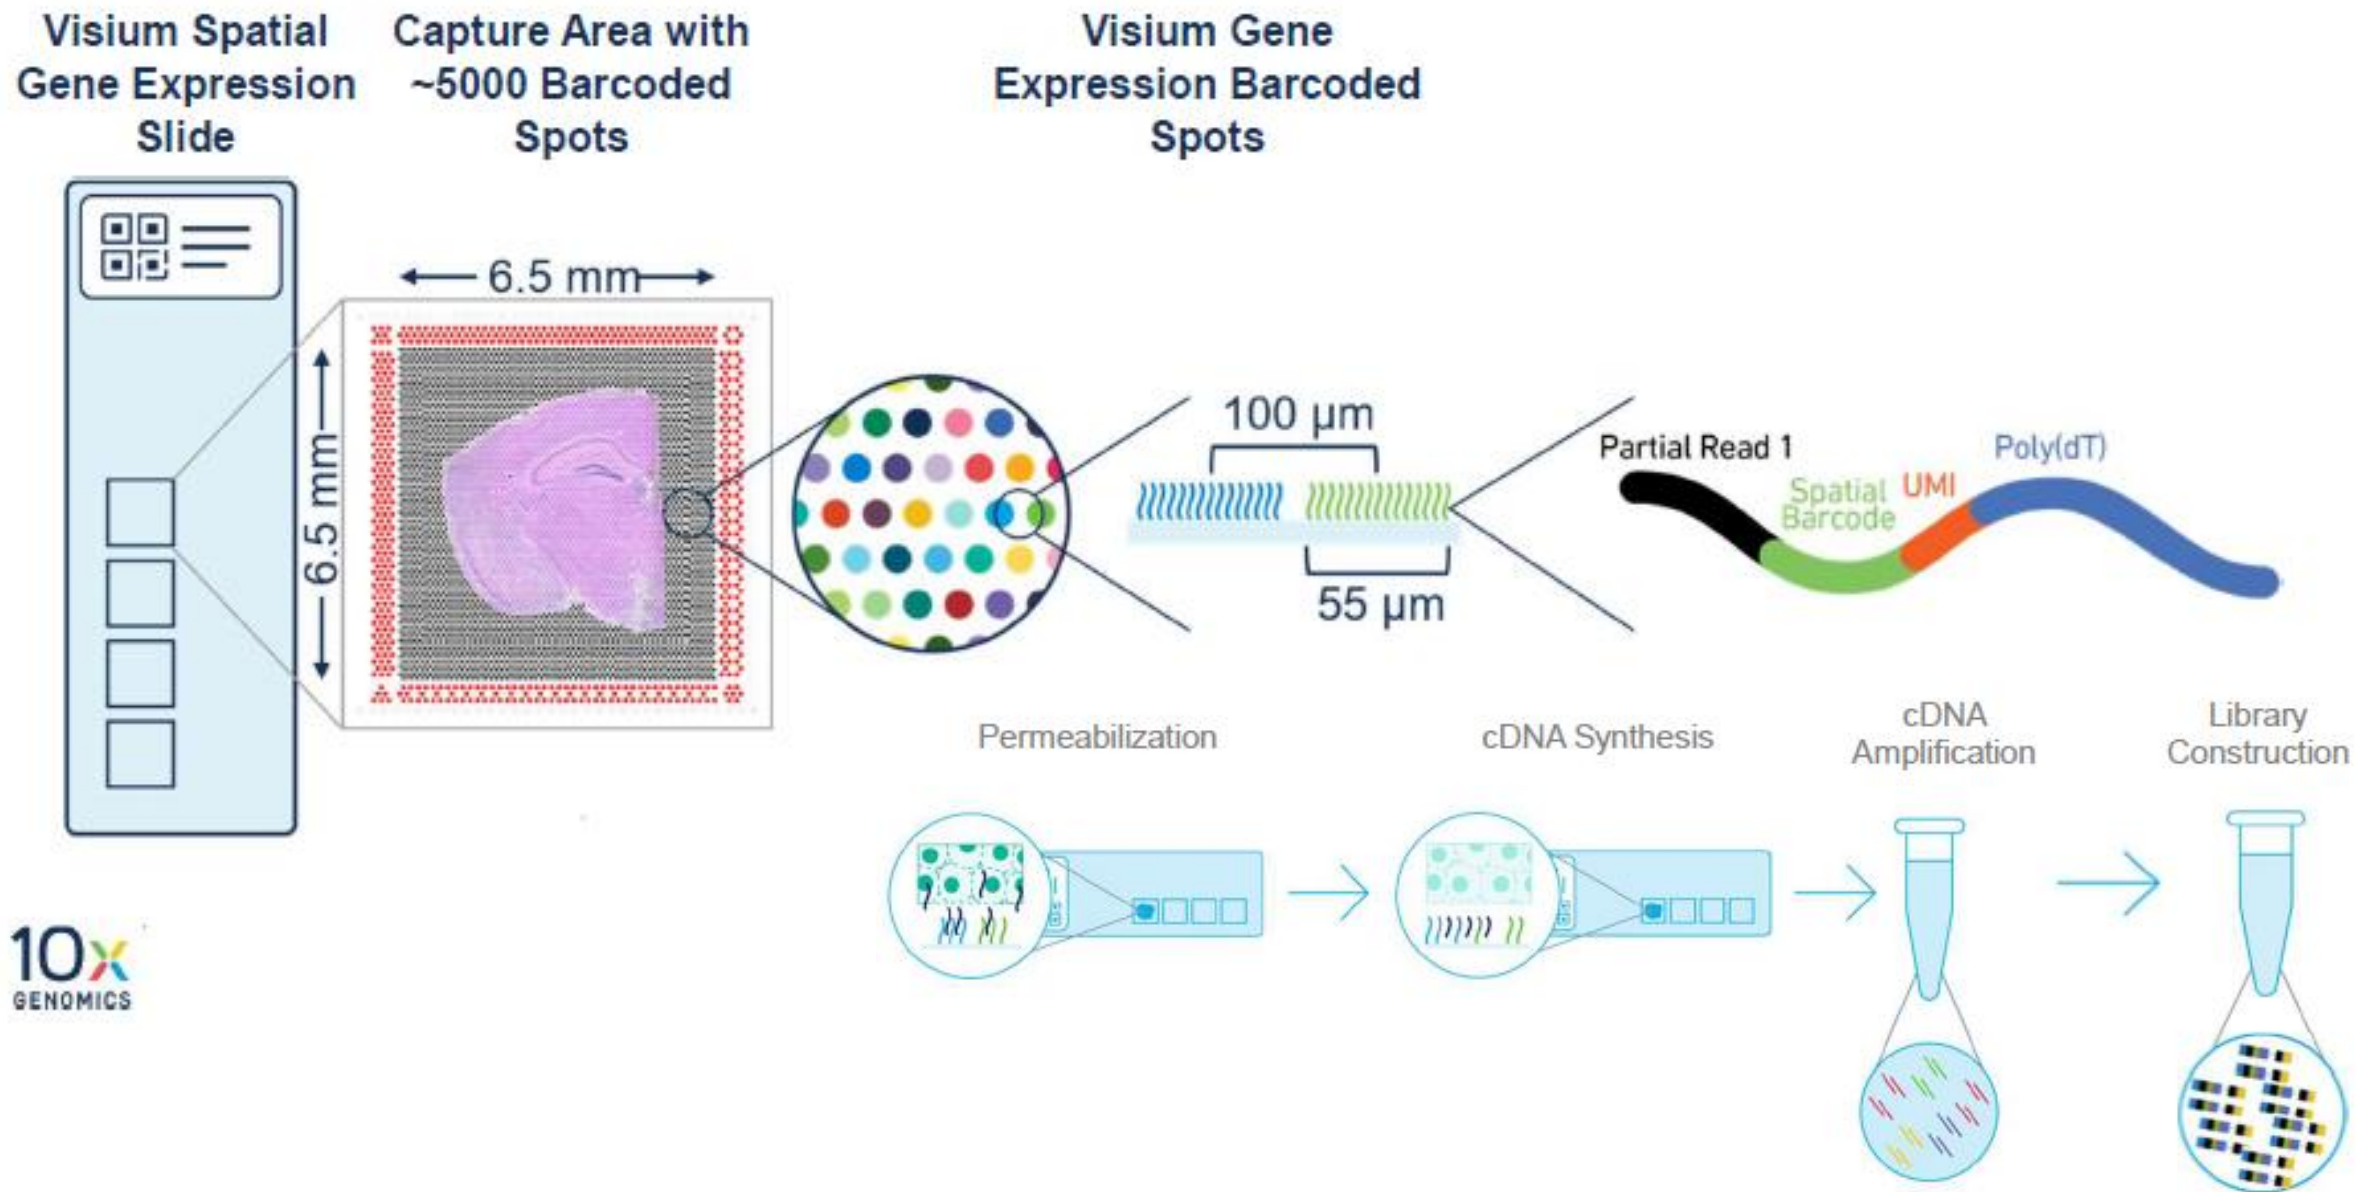 Visium Spatial
Gene Expression
Slide
Capture Area with
~5000 Barcoded
Spots
Visium Gene
Expression Barcoded
Spots
6.5 mm
6.5 mm
100 µm
55 µm
Partial Read 1
Spatial
Barcode
UMI
Poly(dT)
Permeabilization
cDNA Synthesis
cDNA
Amplification
Library
Construction
10x
GENOMICS